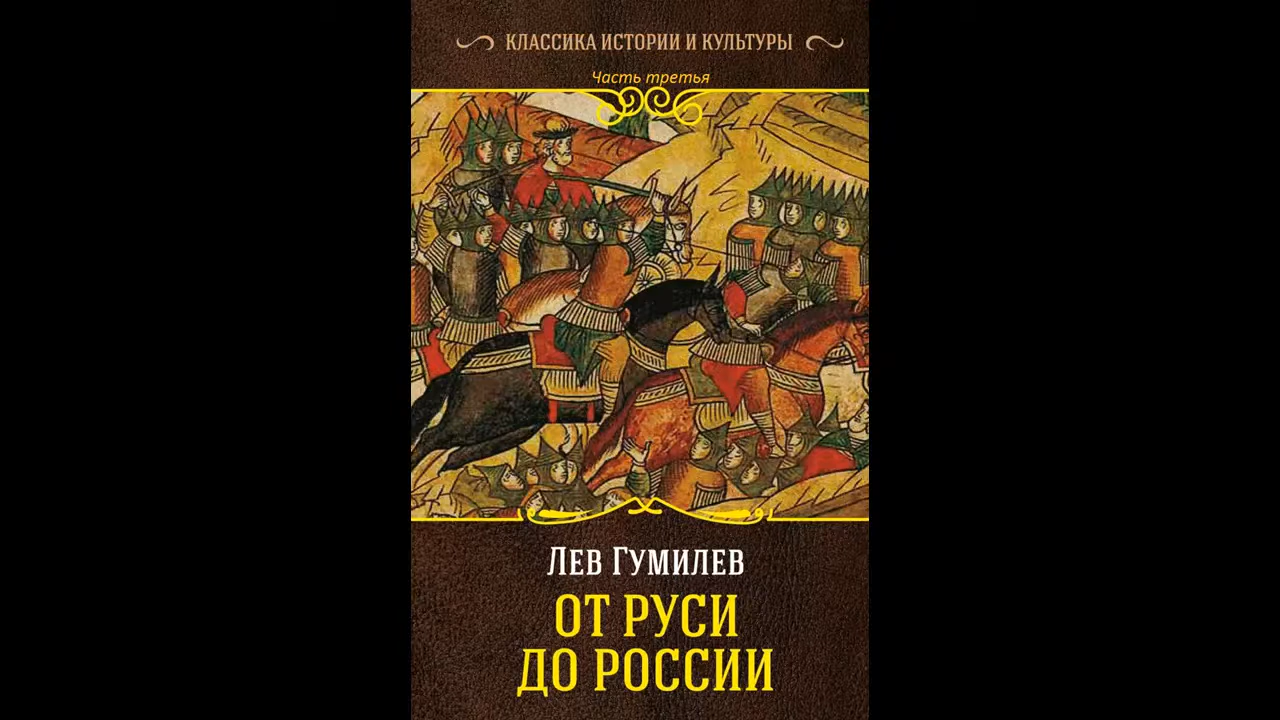 КЛАССИКА ИСТОРИИ И КУЛЬТУРЫ
Часть третья
ЛЕВ ГУМИЛЕВ
ОТ РУСИ
ДО РОССИИ